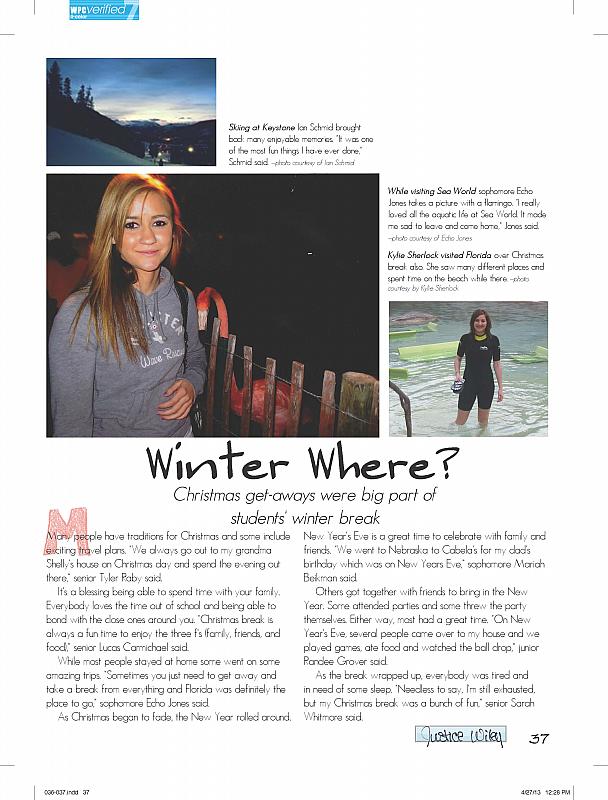 WPC verified 7
4-color
Skiing at Keystone Ian Schmid brought
back many enjoyable memories. "It was one
of the most fun things I have ever done,"
Schmid said. –photo courtesy of Ian Schmid
While visiting Sea World sophomore Echo
Jones takes a picture with a flamingo. "I really
loved all the aquatic life at Sea World. It made
me sad to leave and come home," Jones said.
–photo courtesy of Echo Jones
Kylie Sherlock visited Florida over Christmas
break also. She saw many different places and
spent time on the beach while there. –photo
courtesy by Kylie Sherlock
Wave Rescue
Winter Where?
Christmas get-aways were big part of
students' winter break
Many people have traditions for Christmas and some include
exciting travel plans. "We always go out to my grandma
Shelly's house on Christmas day and spend the evening out
there," senior Tyler Raby said.
It's a blessing being able to spend time with your family.
Everybody loves the time out of school and being able to
bond with the close ones around you. "Christmas break is
always a fun time to enjoy the three f's (family, friends, and
food)," senior Lucas Carmichael said.
While most people stayed at home some went on some
amazing trips. "Sometimes you just need to get away and
take a break from everything and Florida was definitely the
place to go," sophomore Echo Jones said.
As Christmas began to fade, the New Year rolled around.
New Year's Eve is a great time to celebrate with family and
friends. "We went to Nebraska to Cabela's for my dad's
birthday which was on New Years Eve," sophomore Mariah
Beikman said.
Others got together with friends to bring in the New
Year. Some attended parties and some threw the party
themselves. Either way, most had a great time. "On New
Year's Eve, several people came over to my house and we
played games, ate food and watched the ball drop," junior
Randee Grover said.
As the break wrapped up, everybody was tired and
in need of some sleep. "Needless to say, I'm still exhausted,
but my Christmas break was a bunch of fun," senior Sarah
Whitmore said.
Justice Wiley 37
036-037.indd 37
4/27/13 12:28 PM